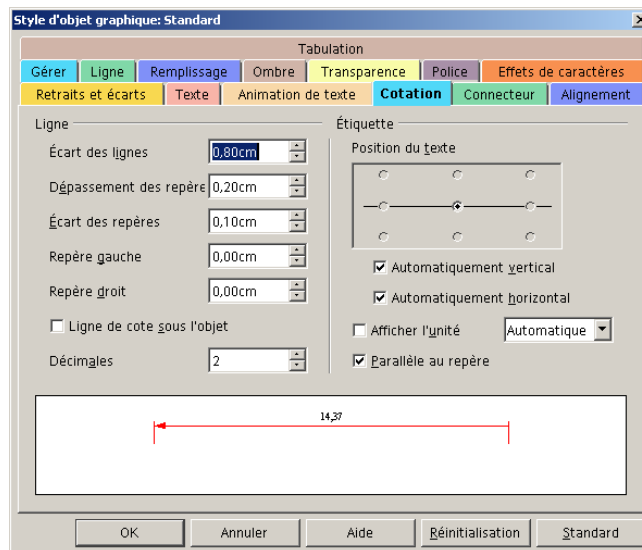 Style d'objet graphique: Standard
Tabulation
Gérer Ligne Remplissage Ombre Transparence Police Effets de caractères
Retraits et écarts Texte Animation de texte Cotation Connecteur Alignement
Ligne
Écart des lignes 0,80cm
Dépassement des repère 0,20cm
Écart des repères 0,10cm
Repère gauche 0,00cm
Repère droit 0,00cm
Ligne de cote sous l'objet
Décimales 2
Étiquette
Position du texte
Automatiquement vertical
Automatiquement horizontal
Afficher l'unité Automatique
Parallèle au repère
14,37
OK Annuler Aide Réinitialisation Standard